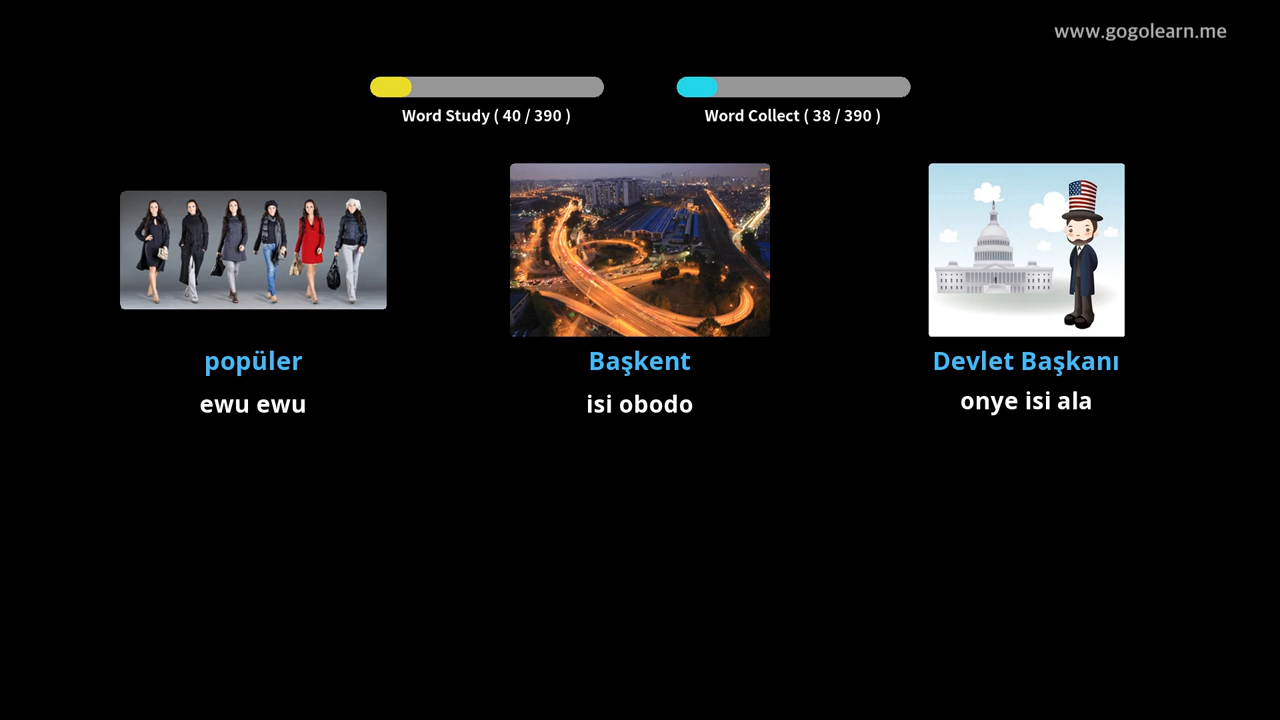 www.gogolearn.me
Word Study ( 40 / 390 )
Word Collect ( 38 / 390 )
popüler
ewu ewu
Başkent
isi obodo
Devlet Başkanı
onye isi ala